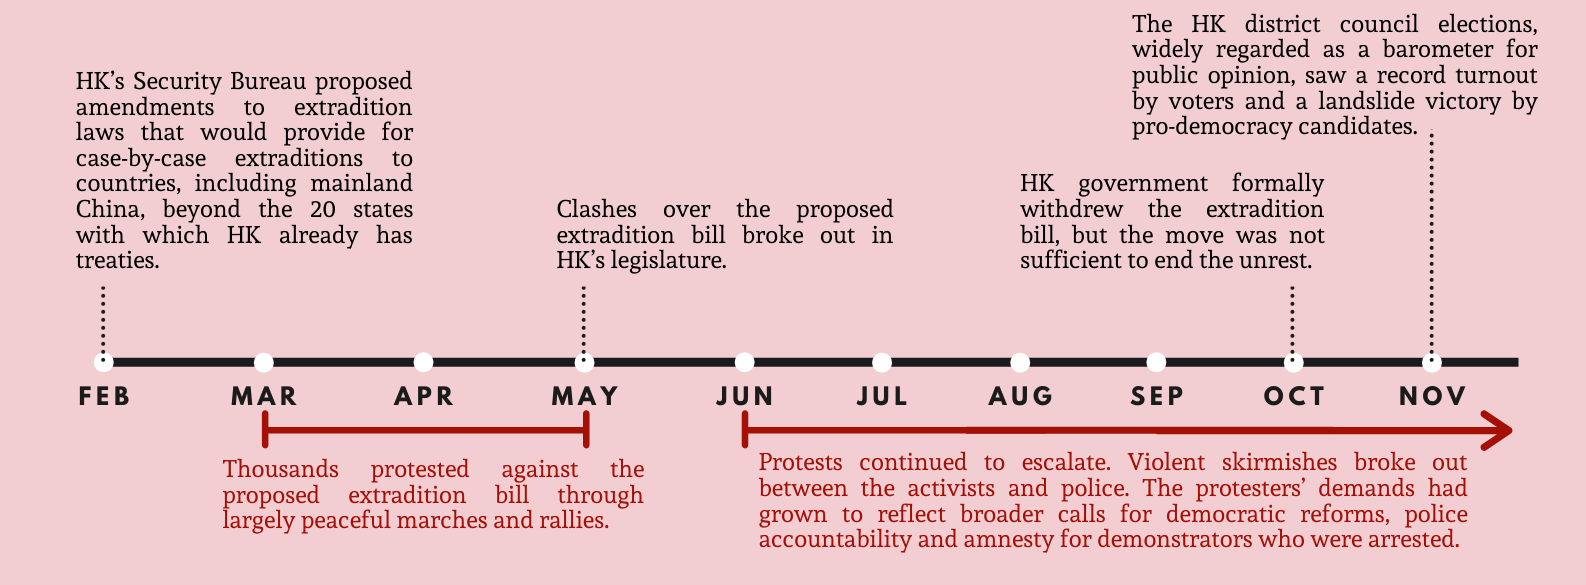 The HK district council elections,
widely regarded as a barometer for
public opinion, saw a record turnout
by voters and a landslide victory by
pro-democracy candidates.
HK's Security Bureau proposed
amendments to extradition
laws that would provide for
case-by-case extraditions to
countries, including mainland
China, beyond the 20 states
with which HK already has
treaties.
Clashes over the proposed
extradition bill broke out in
HK's legislature.
HK government formally
withdrew the extradition
bill, but the move was not
sufficient to end the unrest.
FEB MAR APR MAY JUN JUL AUG SEP OCT NOV
Thousands protested against the
proposed extradition bill through
largely peaceful marches and rallies.
Protests continued to escalate. Violent skirmishes broke out
between the activists and police. The protesters' demands had
grown to reflect broader calls for democratic reforms, police
accountability and amnesty for demonstrators who were arrested.